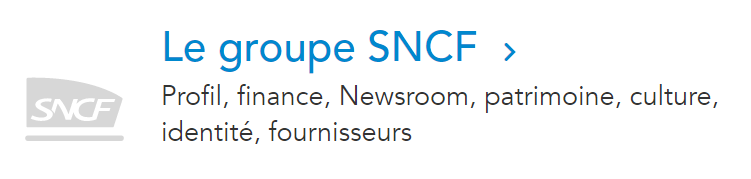 Le groupe SNCF >
SNCF
Profil, finance, Newsroom, patrimoine, culture,
identité, fournisseurs